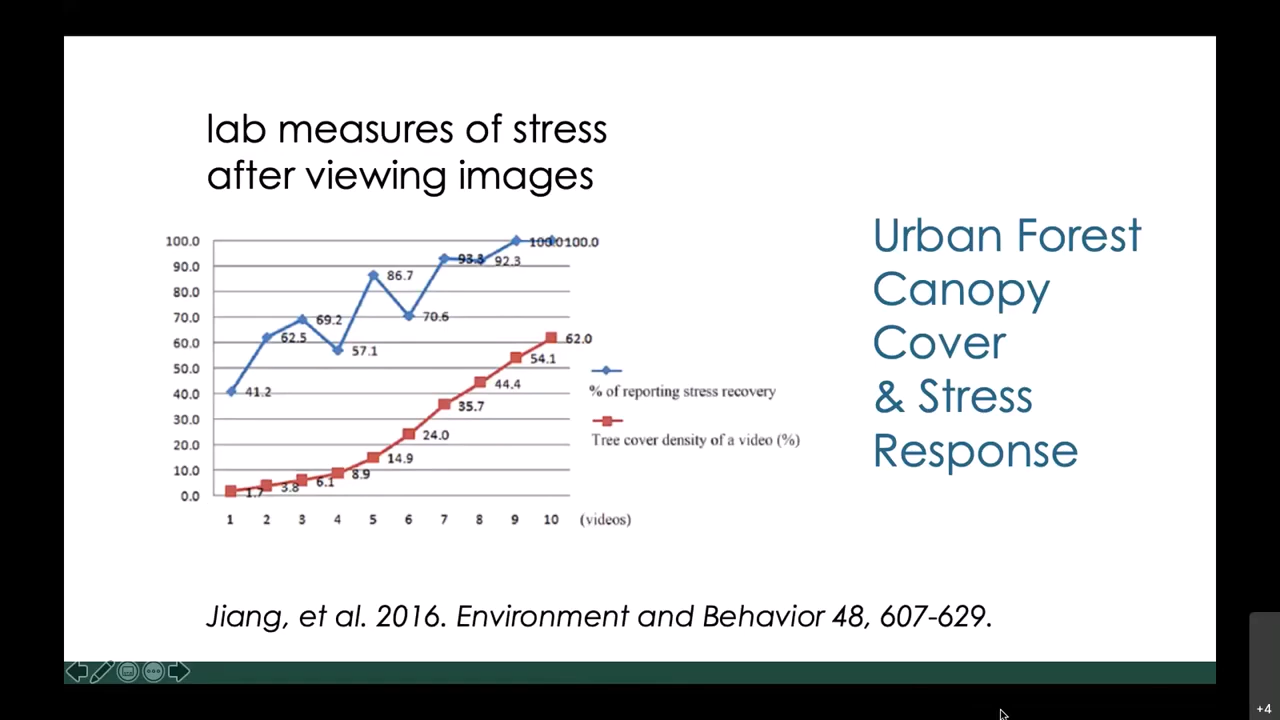 lab measures of stress
after viewing images
Urban Forest
Canopy
Cover
& Stress
Response
100.0
90.0
80.0
70.0
60.0
50.0
40.0
30.0
20.0
10.0
0.0
41.2
62.5
69.2
57.1
86.7
70.6
93.3
92.3
100.0
100.0
1.7
3.8
6.1
8.9
14.9
24.0
35.7
44.4
54.1
62.0
% of reporting stress recovery
Tree cover density of a video (%)
1 2 3 4 5 6 7 8 9 10 (videos)
Jiang, et al. 2016. Environment and Behavior 48, 607-629.
+4